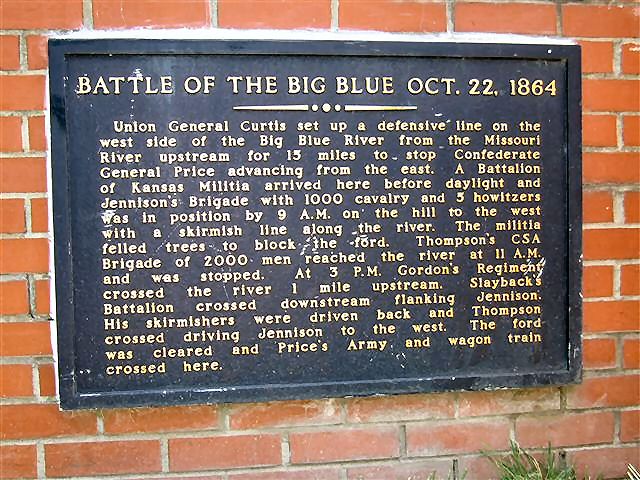 BATTLE OF THE BIG BLUE OCT. 22, 1864
Union General Curtis set up a defensive line on the
west side of the Big Blue River from the Missouri
River upstream for 15 miles to stop Confederate
General Price advancing from the east. A Battalion
of Kansas Militia arrived here before daylight and
Jennison's Brigade with 1000 cavalry and 5 howitzers
was in position by 9 A.M. on the hill to the west
with a skirmish line along the river. The militia
felled trees to block the ford. Thompson's CSA
Brigade of 2000 men reached the river at 11 A.M.
and was stopped. At 3 P.M. Gordon's Regiment
crossed the river 1 mile upstream. Slayback's
Battalion crossed downstream flanking Jennison.
His skirmishers were driven back and Thompson
crossed driving Jennison to the west. The ford
was cleared and Price's Army and wagon train
crossed here.